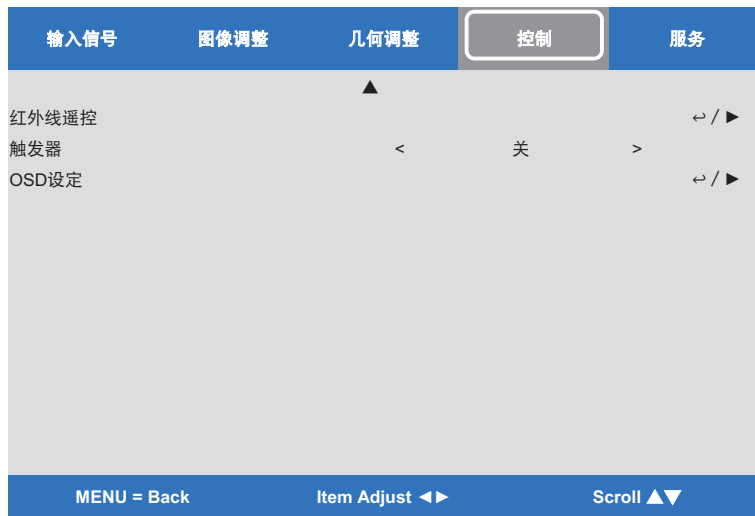 输入信号 图像调整 几何调整 控制 服务
▲
红外线遥控 ↩ / ►
触发器 < 关 >
OSD设定 ↩ / ►
MENU = Back Item Adjust ◄► Scroll ▲▼